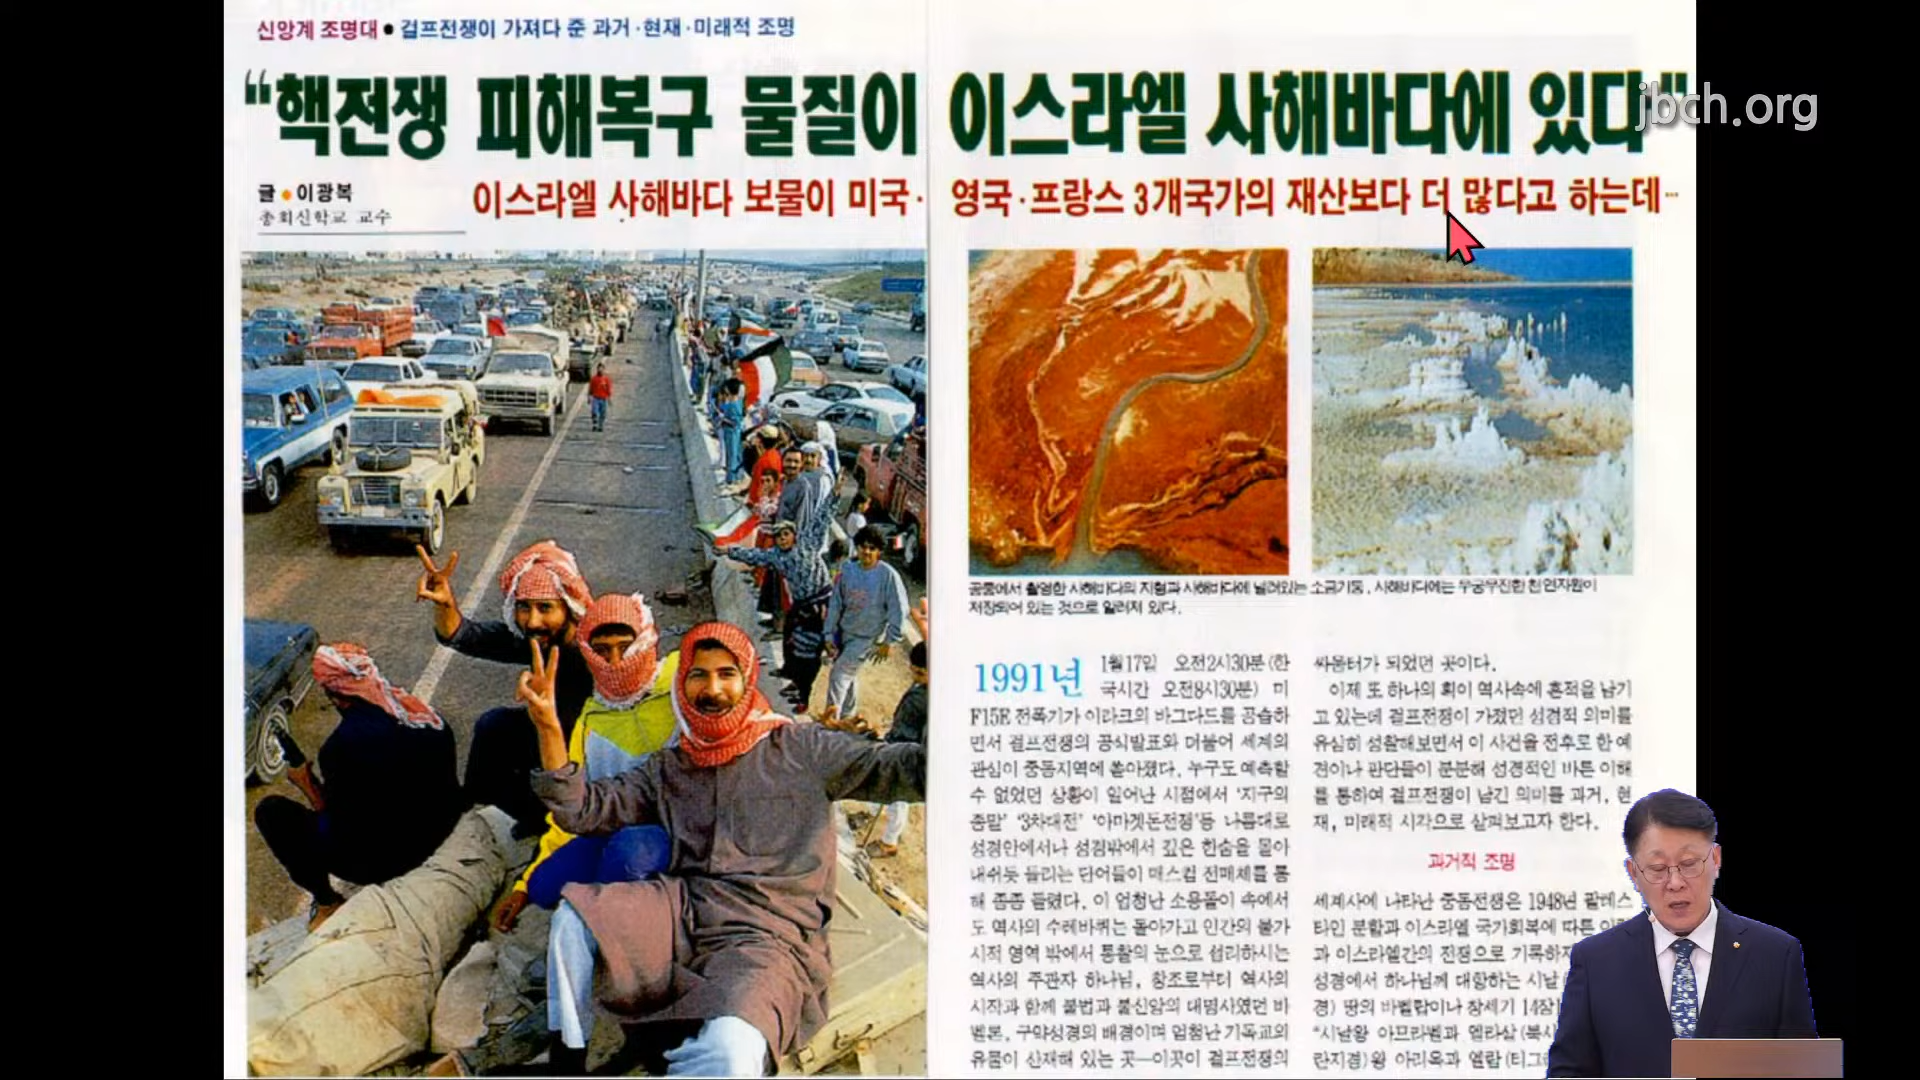 신앙계 조명대 ● 걸프전쟁이 가져다 준 과거·현재·미래적 조명
“핵전쟁 피해복구 물질이 이스라엘 사해바다에 있다”
jbch.org
글 ● 이광복
총회신학교 교수
이스라엘 사해바다 보물이 미국·영국·프랑스 3개국가의 재산보다 더 많다고 하는데…
공중에서 촬영한 사해바다의 지형과 사해바다에 널려있는 소금기둥. 사해바다에는 무궁무진한 천연자원이
저장되어 있는 것으로 알려져 있다.
1991년 1월17일 오전2시30분(한
국시간 오전8시30분) 미
F15E 전폭기가 이라크의 바그다드를 공습하
면서 걸프전쟁의 공식발표와 더불어 세계의
관심이 중동지역에 쏟아졌다. 누구도 예측할
수 없었던 상황이 일어난 시점에서 ‘지구의
종말’ ‘3차대전’ ‘아마겟돈전쟁’등 나름대로
성경안에서나 성경밖에서 깊은 한숨을 몰아
내쉬듯 들리는 단어들이 매스컴 전매체를 통
해 줄줄 들렸다. 이 엄청난 소용돌이 속에서
도 역사의 수레바퀴는 돌아가고 인간의 불가
시적 영역 밖에서 통찰의 눈으로 섭리하시는
역사의 주관자 하나님, 창조로부터 역사의
시작과 함께 불법과 불신앙의 대명사였던 바
벨론, 구약성경의 배경이며 엄청난 기독교의
유물이 산재해 있는 곳—이곳이 걸프전쟁의
싸움터가 되었던 곳이다.
이제 또 하나의 획이 역사속에 흔적을 남기
고 있는데 걸프전쟁이 가졌던 성경적 의미를
유심히 성찰해보면서 이 사건을 전후로 한 예
견이나 판단들이 분분해 성경적인 바른 이해
를 통하여 걸프전쟁이 남긴 의미를 과거, 현
재, 미래적 시각으로 살펴보고자 한다.
과거적 조명
세계사에 나타난 중동전쟁은 1948년 팔레스
타인 분할과 이스라엘 국가회복에 따른
과 이스라엘간의 전쟁으로 기록하
성경에서 하나님께 대항하는 시날
경) 땅의 바벨탑이나 창세기 14장
“시날왕 아므라벨과 엘라살(북시
란지경)왕 아리옥과 엘람(티그